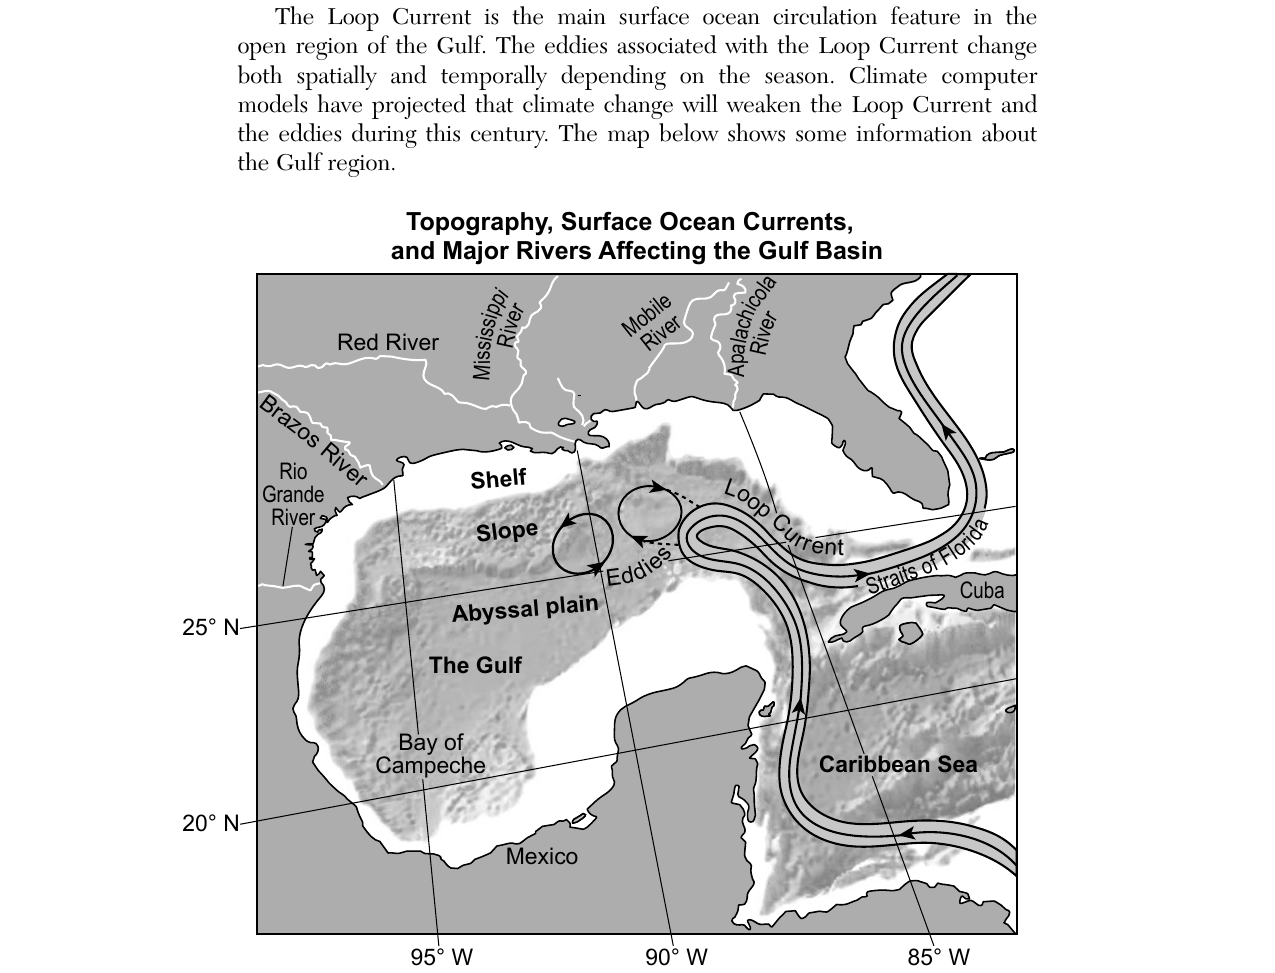 The Loop Current is the main surface ocean circulation feature in the
open region of the Gulf. The eddies associated with the Loop Current change
both spatially and temporally depending on the season. Climate computer
models have projected that climate change will weaken the Loop Current and
the eddies during this century. The map below shows some information about
the Gulf region.
Topography, Surface Ocean Currents,
and Major Rivers Affecting the Gulf Basin
Mississippi
River
Mobile
River
Apalachicola
River
Red River
Brazos River
Rio
Grande
River
Shelf
Slope
Loop Current
Eddies
Straits of Florida
Cuba
Abyssal plain
25° N
The Gulf
Bay of
Campeche
Caribbean Sea
20° N
Mexico
95° W
90° W
85° W